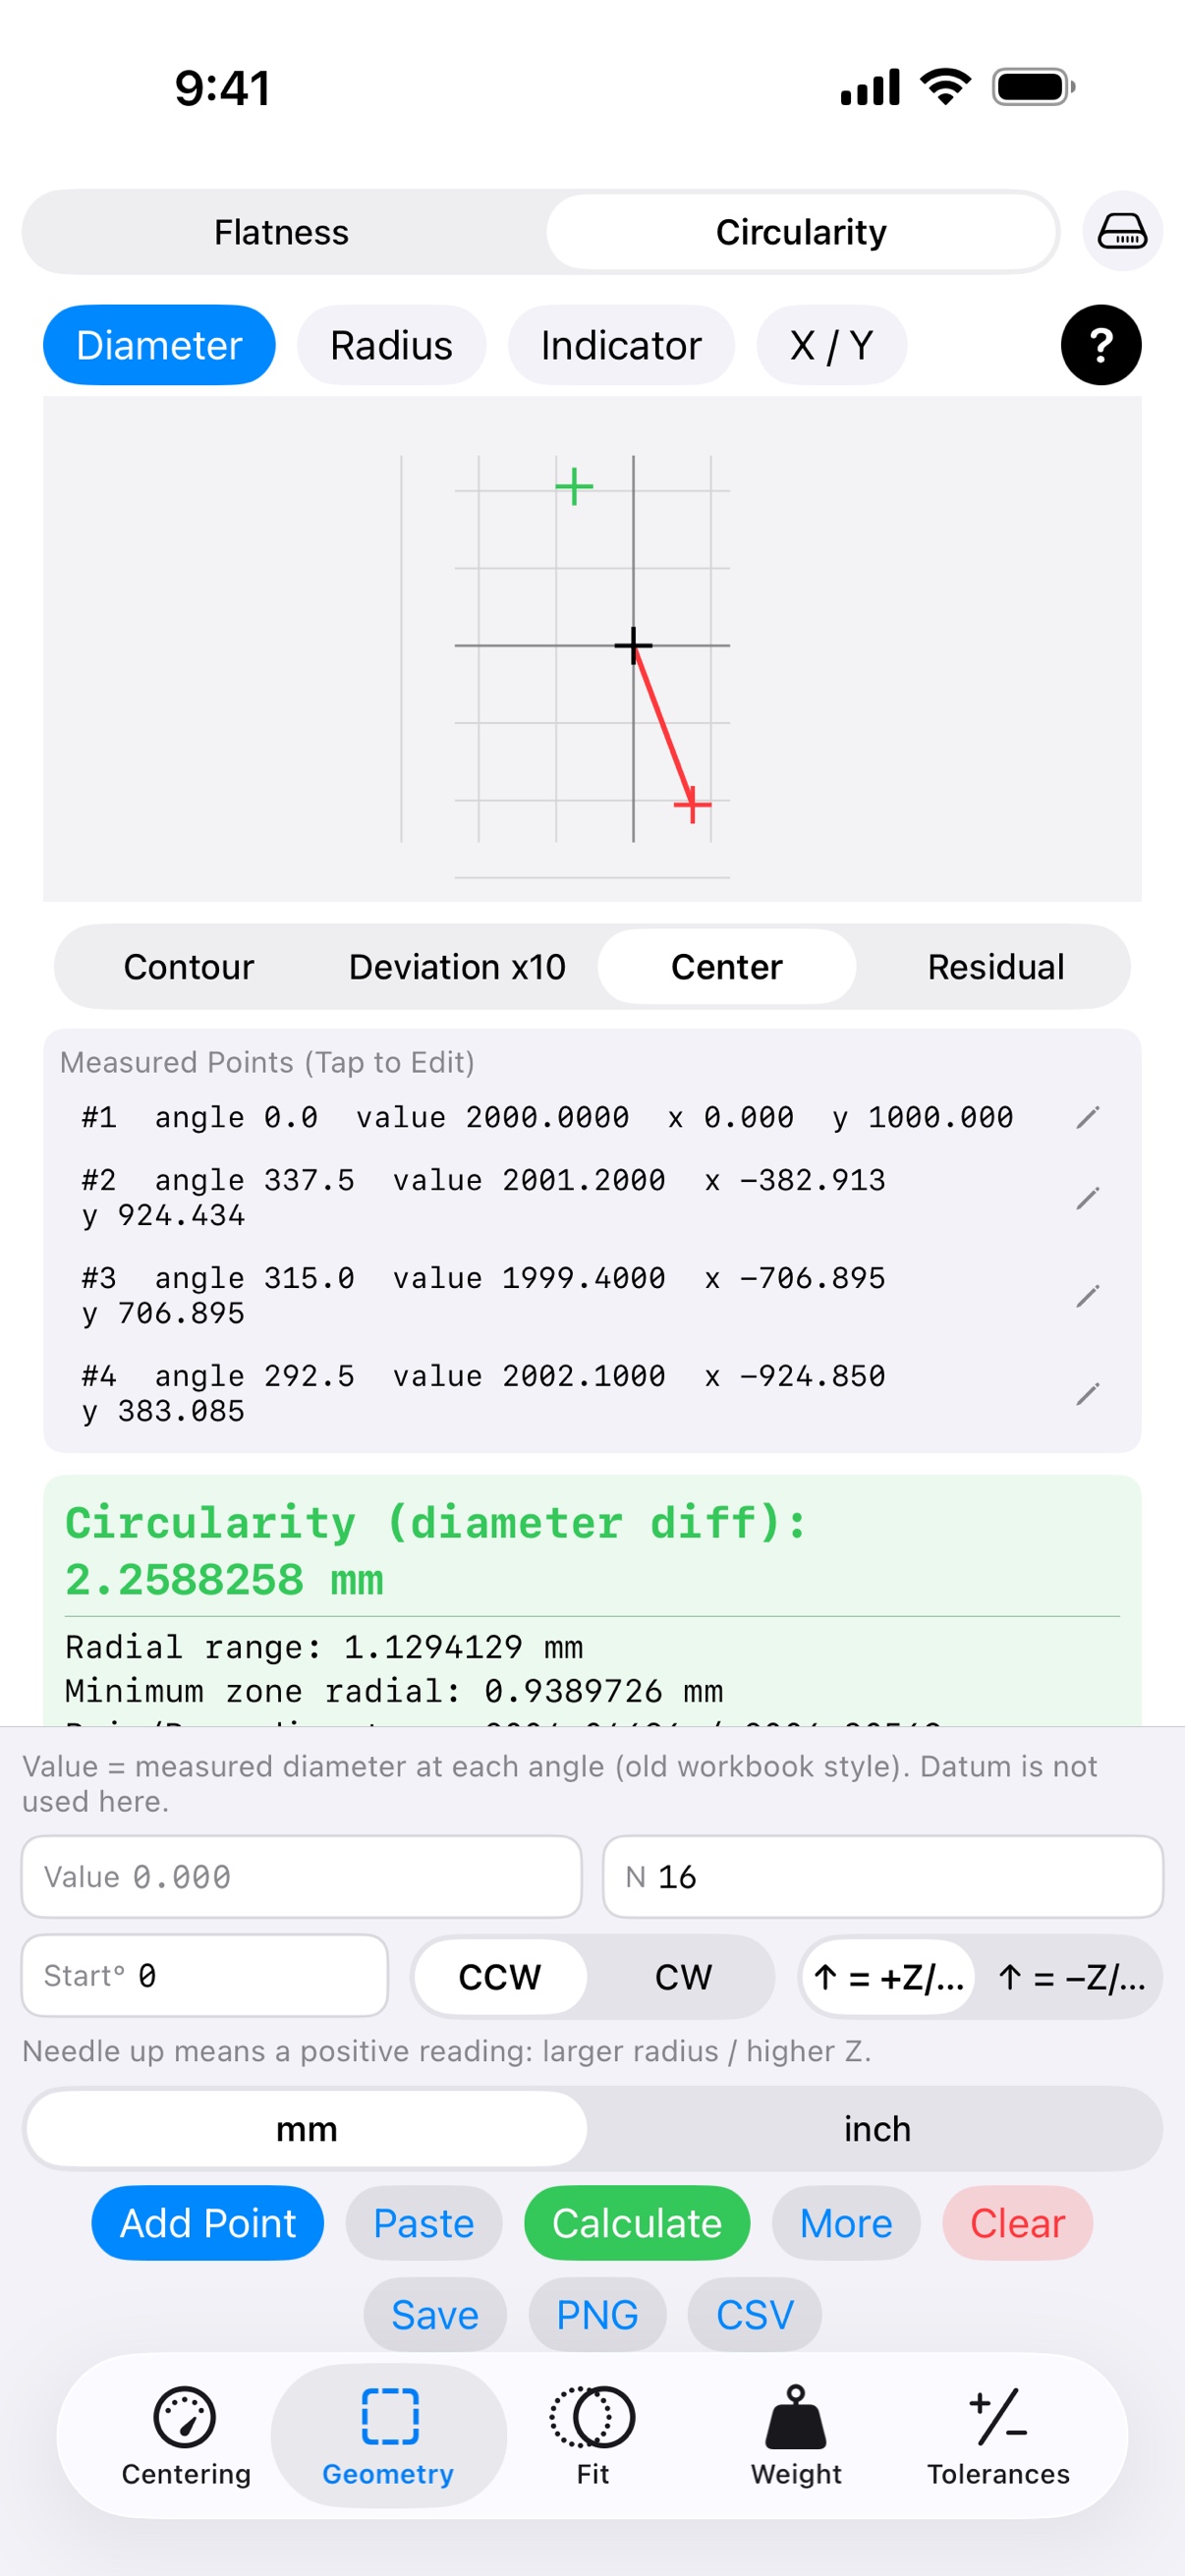 9:41
Flatness Circularity
Diameter Radius Indicator X / Y ?
Contour Deviation x10 Center Residual
Measured Points (Tap to Edit)
#1 angle 0.0 value 2000.0000 x 0.000 y 1000.000
#2 angle 337.5 value 2001.2000 x −382.913
y 924.434
#3 angle 315.0 value 1999.4000 x −706.895
y 706.895
#4 angle 292.5 value 2002.1000 x −924.850
y 383.085
Circularity (diameter diff):
2.2588258 mm
Radial range: 1.1294129 mm
Minimum zone radial: 0.9389726 mm
Value = measured diameter at each angle (old workbook style). Datum is not
used here.
Value 0.000 N 16
Start° 0 CCW CW ↑ = +Z/... ↑ = −Z/...
Needle up means a positive reading: larger radius / higher Z.
mm inch
Add Point Paste Calculate More Clear
Save PNG CSV
Centering Geometry Fit Weight Tolerances